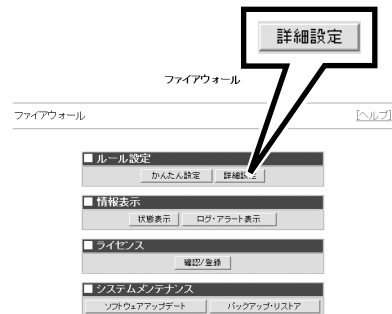 詳細設定
ファイアウォール
ファイアウォール [ヘルプ]
■ ルール設定
かんたん設定 詳細設定
■ 情報表示
状態表示 ログ・アラート表示
■ ライセンス
確認/登録
■ システムメンテナンス
ソフトウェアアップデート バックアップ・リストア